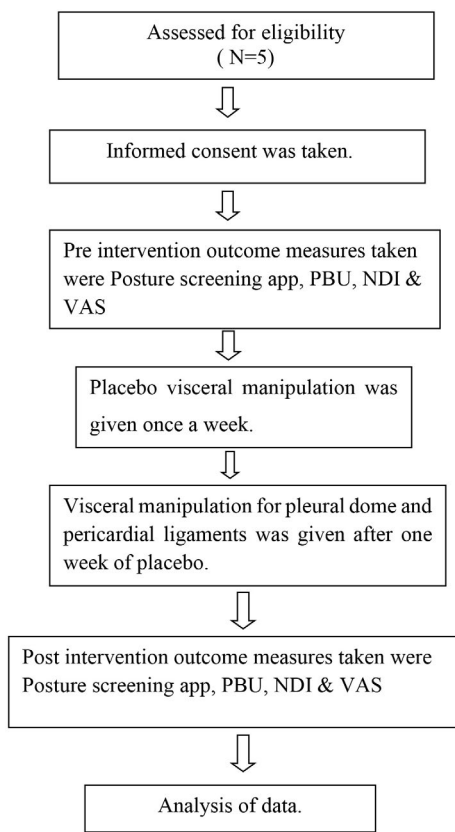 Assessed for eligibility
( N=5)
Informed consent was taken.
Pre intervention outcome measures taken
were Posture screening app, PBU, NDI &
VAS
Placebo visceral manipulation was
given once a week.
Visceral manipulation for pleural dome and
pericardial ligaments was given after one
week of placebo.
Post intervention outcome measures taken were
Posture screening app, PBU, NDI & VAS
Analysis of data.